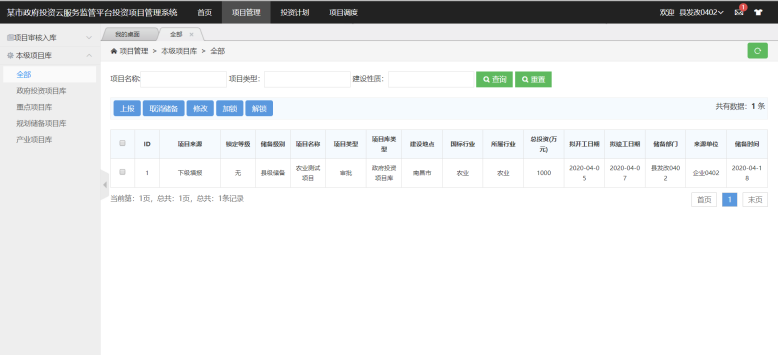 某市政府投资云服务监管平台投资项目管理系统 首页 项目管理 投资计划 项目调度 欢迎 县发改0402 1
项目审核入库
本级项目库
全部
政府投资项目库
重点项目库
规划储备项目库
产业项目库
我的桌面 全部 ×
项目管理 > 本级项目库 > 全部
项目名称: 项目类型: 建设性质: 查询 重置
上报 取消储备 修改 加锁 解锁 共有数据: 1 条
ID 项目来源 锁定等级 储备级别 项目名称 项目类型 项目库类型 建设地点 国标行业 所属行业 总投资(万元) 拟开工日期 拟竣工日期 储备部门 来源单位 储备时间
1 下级填报 无 县级储备 农业测试项目 审批 政府投资项目库 南昌市 农业 农业 1000 2020-04-05 2020-04-07 县发改0402 企业0402 2020-04-18
当前第: 1页, 总共: 1页, 总共: 1条记录 首页 1 末页